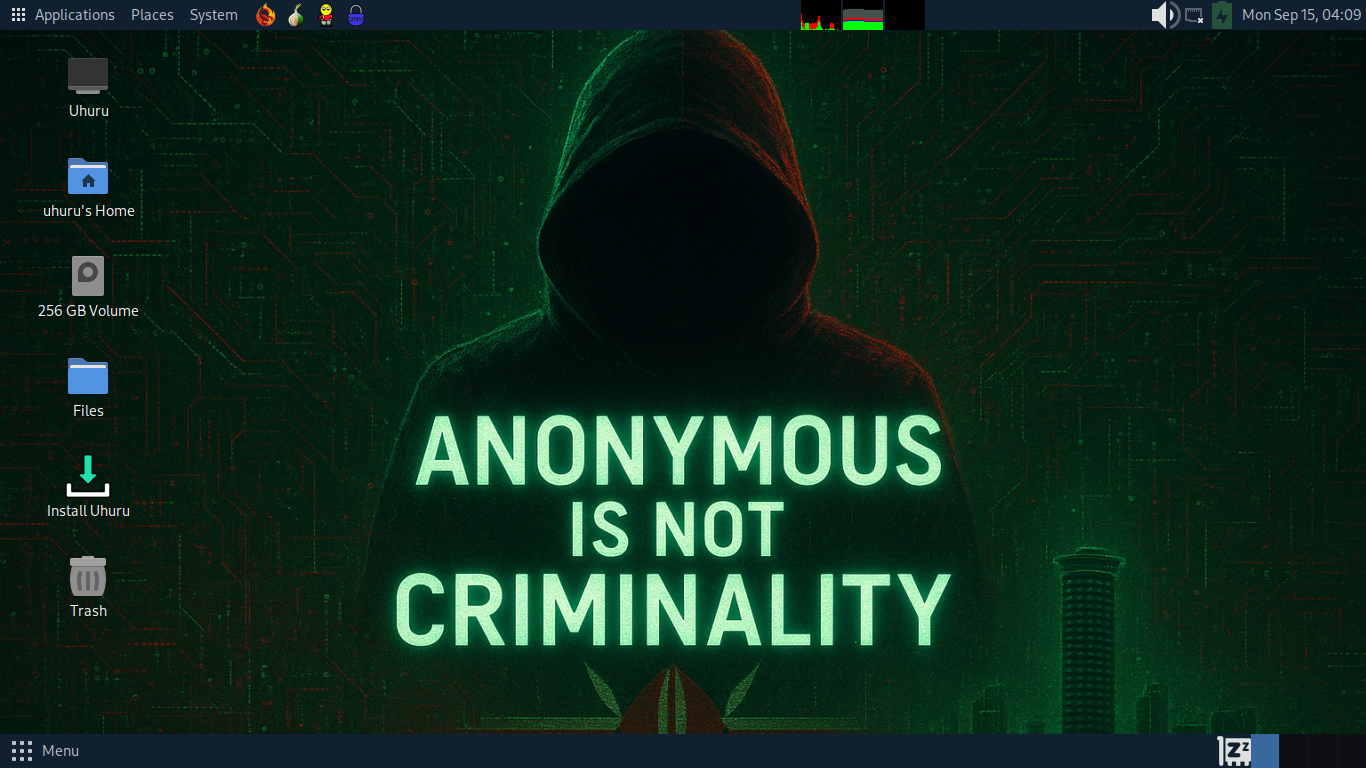 Applications Places System Mon Sep 15, 04:09
Uhuru
uhuru's Home
256 GB Volume
Files
Install Uhuru
Trash
ANONYMOUS
IS NOT
CRIMINALITY
Menu
zz